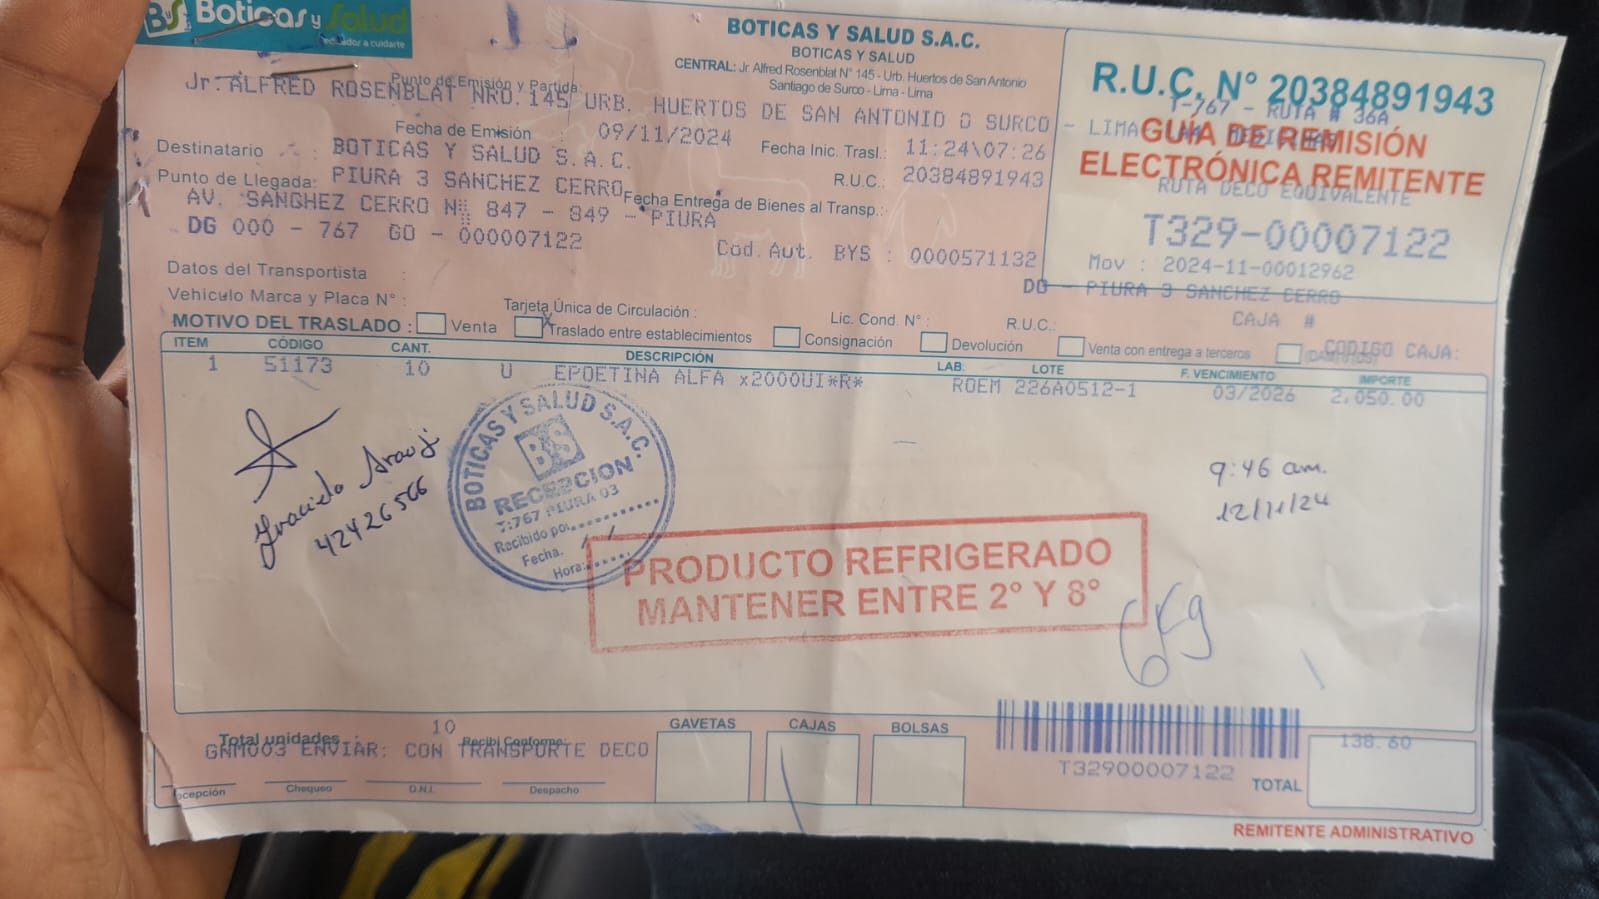 BS Boticas y Salud
BOTICAS Y SALUD S.A.C.
BOTICAS Y SALUD
CENTRAL: Jr. Alfred Rosenblat N° 145 - Urb. Huertos de San Antonio
Santiago de Surco - Lima - Lima
R.U.C. N° 20384891943
T-767 - RUTA # 36A
GUIA DE REMISIÓN
ELECTRÓNICA REMITENTE
RUTA DECO EQUIVALENTE
T329-00007122
Mov : 2024-11-00012962
DG - PIURA 3 SANCHEZ CERRO
CAJA #
CODIGO CAJA:
Punto de Emisión y Partida:
Jr. ALFRED ROSENBLAT NRO. 145 URB. HUERTOS DE SAN ANTONIO O SURCO - LIMA
Fecha de Emisión : 09/11/2024 Fecha Inic. Trasl.: 11:24\07:26
Destinatario : BOTICAS Y SALUD S.A.C. R.U.C.: 20384891943
Punto de Llegada: PIURA 3 SANCHEZ CERRO Fecha Entrega de Bienes al Transp.:
AV. SANCHEZ CERRO N 847 - 849 - PIURA
DG 000 - 767 GO - 000007122 Cod. Aut. BYS : 0000571132
Datos del Transportista :
Vehículo Marca y Placa N° : Tarjeta Única de Circulación : Lic. Cond. N° : R.U.C.:
MOTIVO DEL TRASLADO : Venta X Traslado entre establecimientos Consignación Devolución Venta con entrega a terceros
ITEM CÓDIGO CANT. DESCRIPCIÓN LAB. LOTE F. VENCIMIENTO IMPORTE
1 51173 10 U EPOETINA ALFA x2000UI*R* ROEM 226A0512-1 03/2026 2,050.00
42426566
BOTICAS Y SALUD S.A.C.
BS
RECEPCION
T:767 PIURA 03
Recibido por
Fecha. / /
Hora:
9:46 am.
12/11/24
PRODUCTO REFRIGERADO
MANTENER ENTRE 2° Y 8°
6kg
Total unidades : 10 Recibi Conforme:
GNM003 ENVIAR: CON TRANSPORTE DECO
Chequeo D.N.I. Despacho
GAVETAS CAJAS BOLSAS
T32900007122
138.60
TOTAL
REMITENTE ADMINISTRATIVO